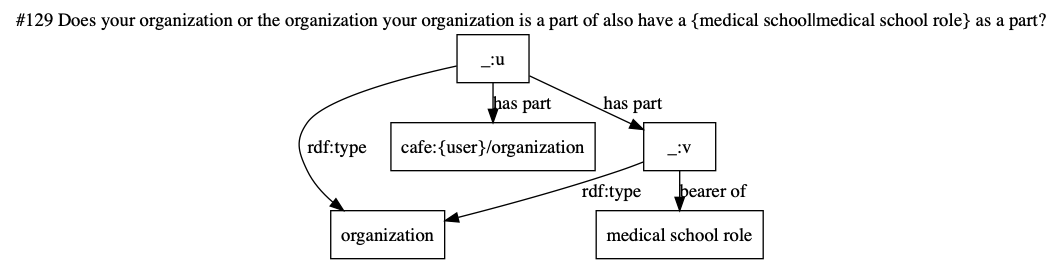 #129 Does your organization or the organization your organization is a part of also have a {medical school||medical school role} as a part?
_:u
has part
has part
rdf:type
cafe:{user}/organization
_:v
rdf:type
bearer of
organization
medical school role